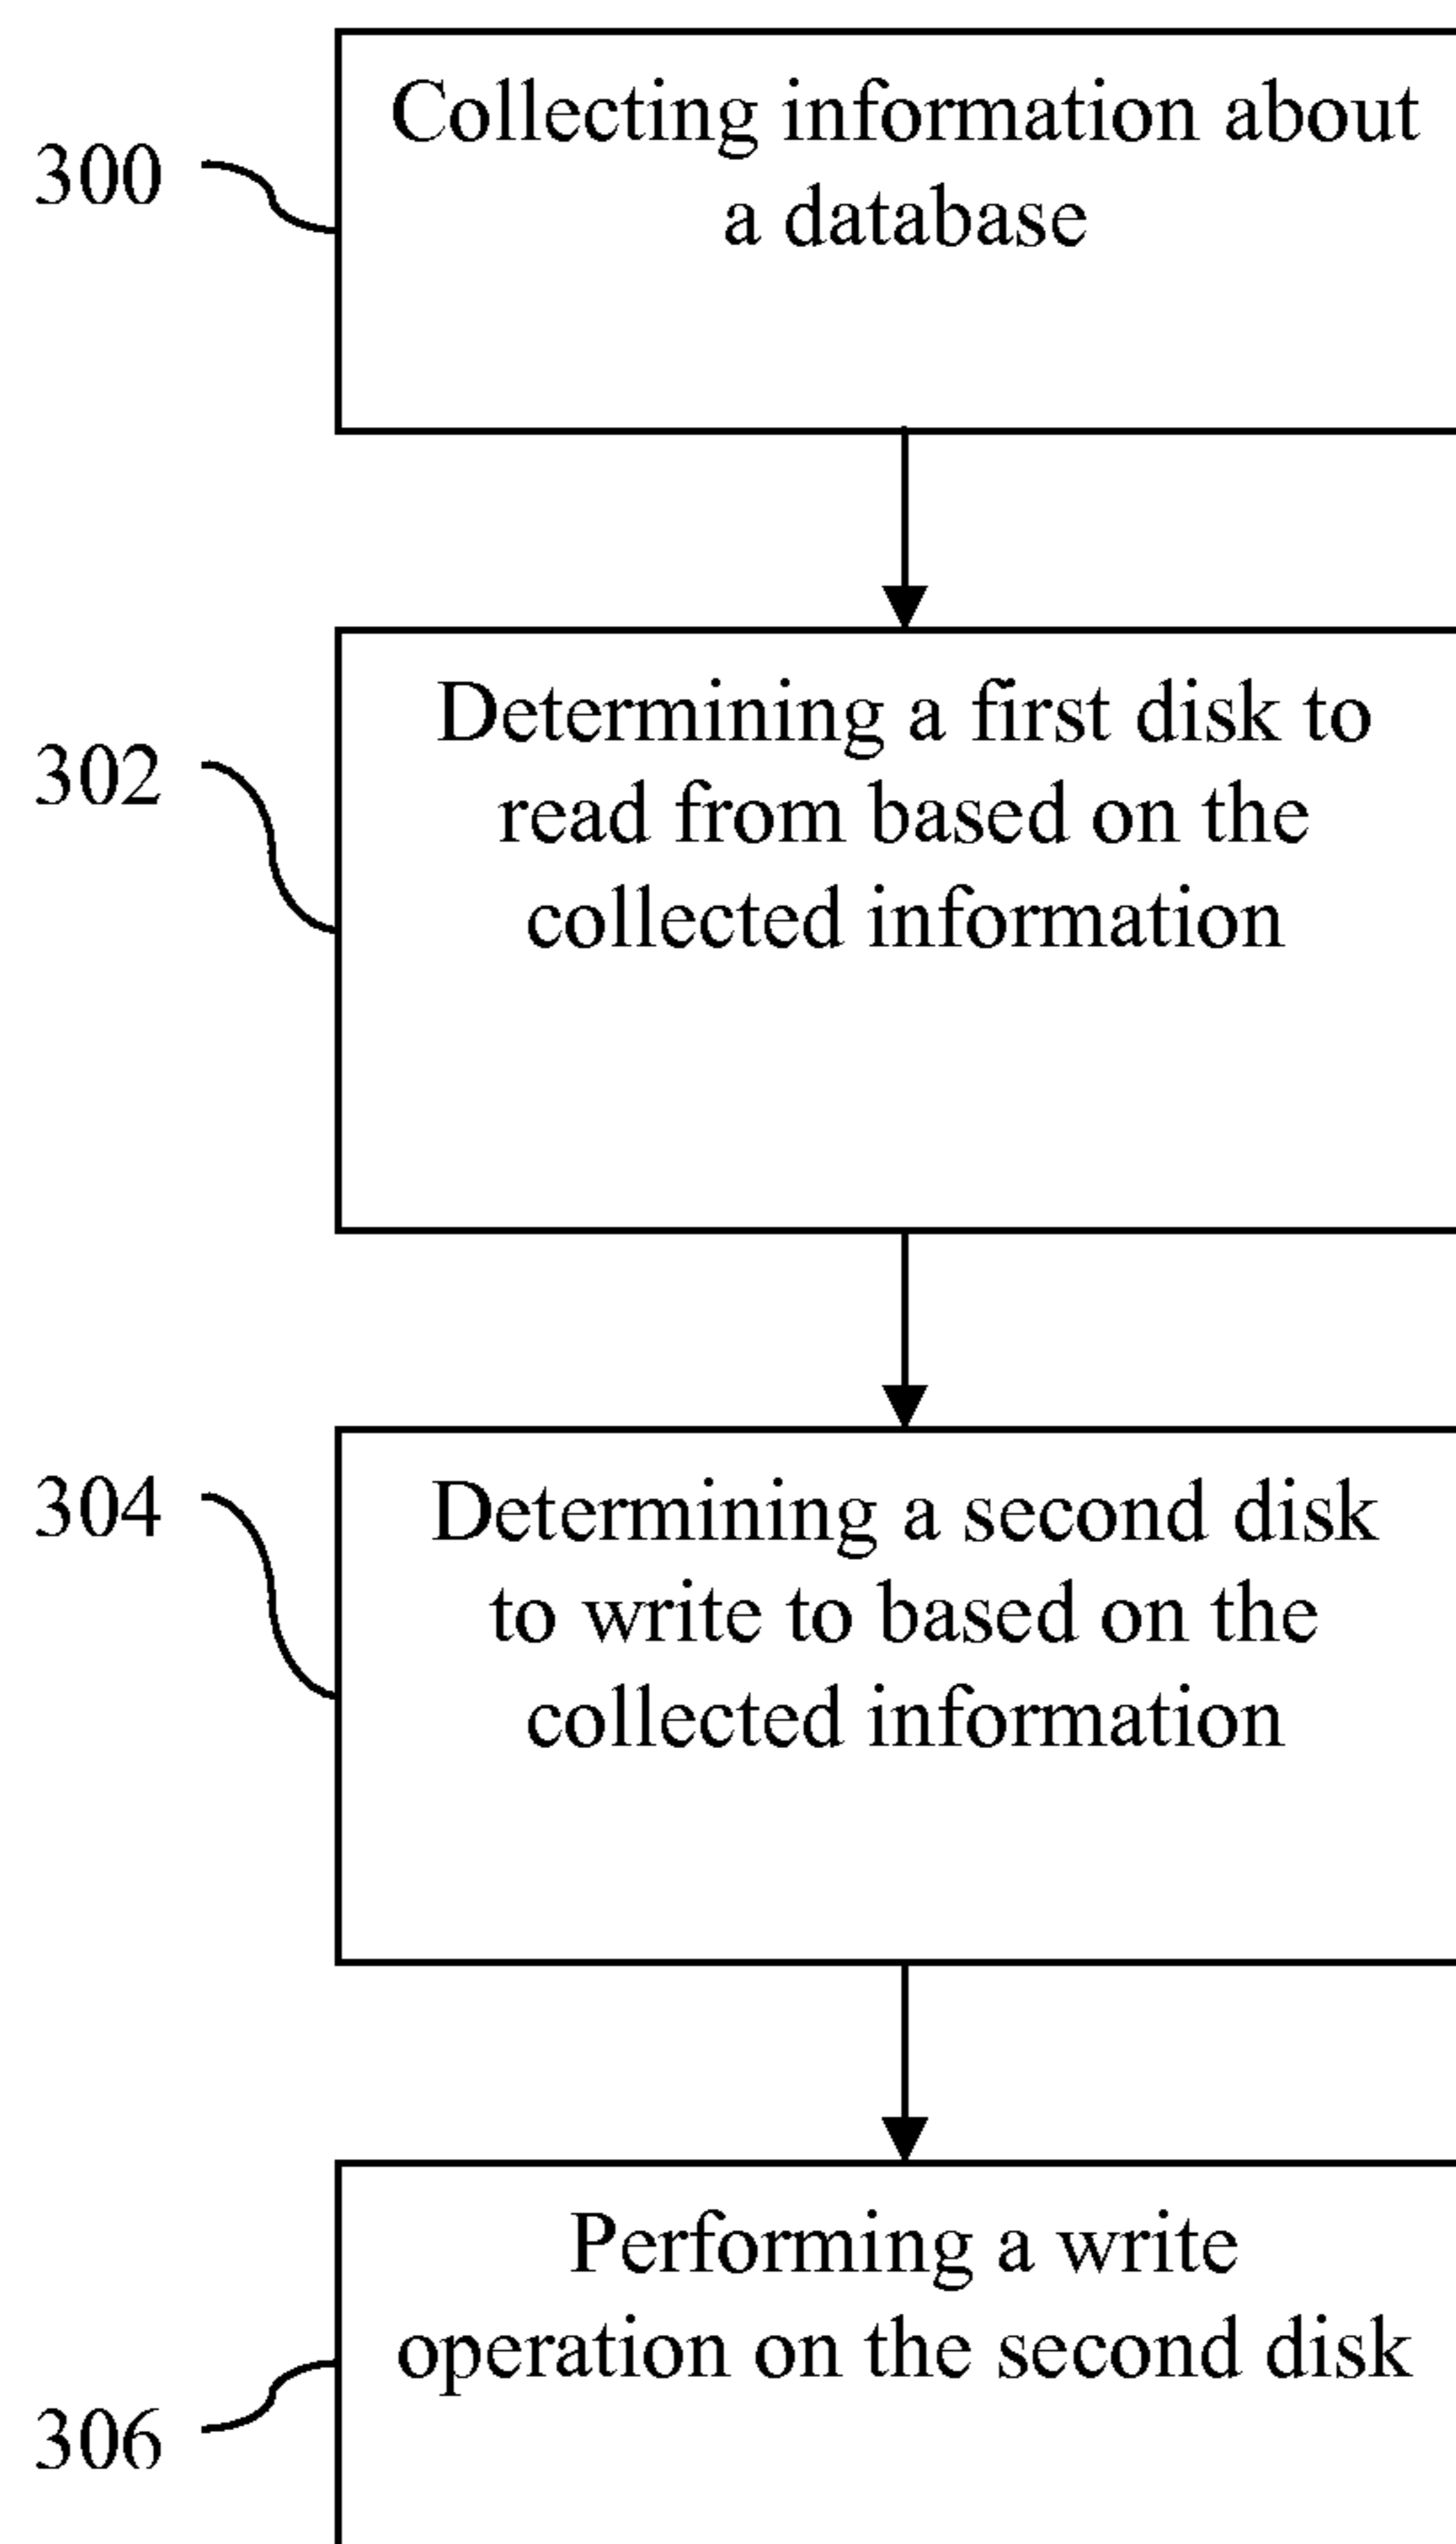 300
Collecting information about
a database
302
Determining a first disk to
read from based on the
collected information
304
Determining a second disk
to write to based on the
collected information
306
Performing a write
operation on the second disk